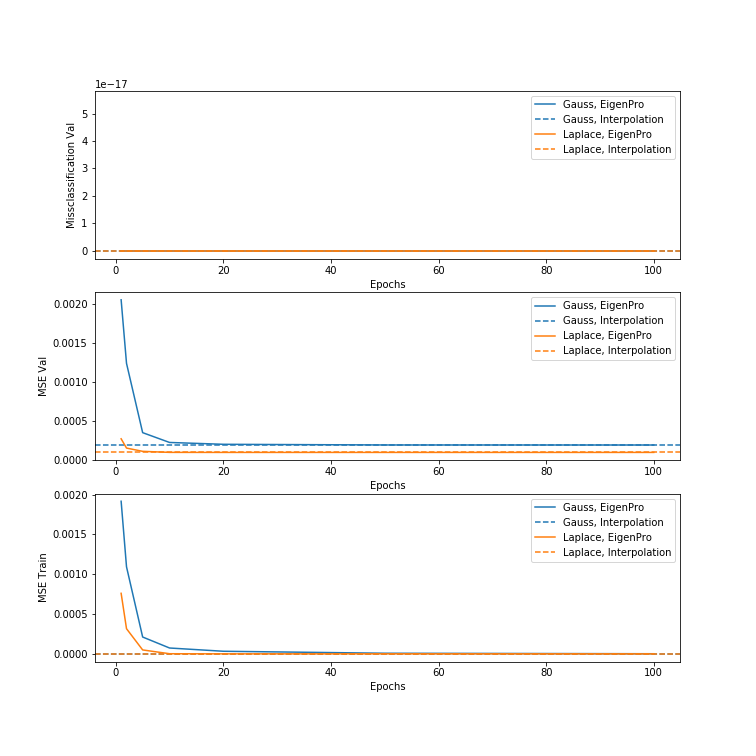 1e−17
Missclassification Val
5
4
3
2
1
0
Gauss, EigenPro
Gauss, Interpolation
Laplace, EigenPro
Laplace, Interpolation
0 20 40 60 80 100
Epochs
MSE Val
0.0020
0.0015
0.0010
0.0005
0.0000
Gauss, EigenPro
Gauss, Interpolation
Laplace, EigenPro
Laplace, Interpolation
0 20 40 60 80 100
Epochs
MSE Train
0.0020
0.0015
0.0010
0.0005
0.0000
Gauss, EigenPro
Gauss, Interpolation
Laplace, EigenPro
Laplace, Interpolation
0 20 40 60 80 100
Epochs